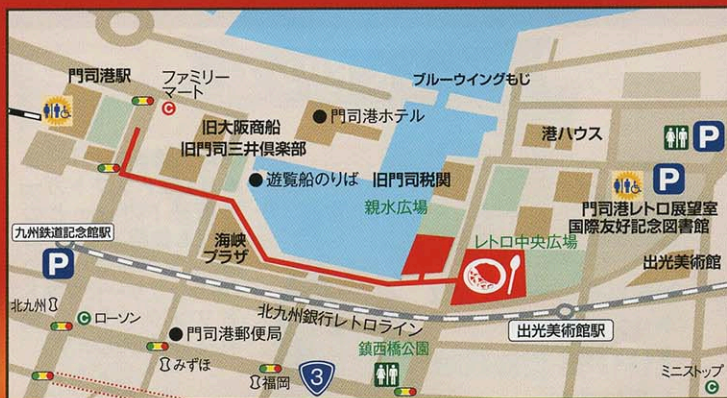 門司港駅
ファミリー
マート
C
ブルーウイングもじ
門司港ホテル
港ハウス
旧大阪商船
旧門司三井倶楽部
遊覧船のりば
旧門司税関
親水広場
P
P
門司港レトロ展望室
国際友好記念図書館
九州鉄道記念館駅
P
海峡
プラザ
レトロ中央広場
出光美術館
北九州
C ローソン
北九州銀行レトロライン
出光美術館駅
門司港郵便局
みずほ
福岡
3
鎮西橋公園
ミニストップ
C